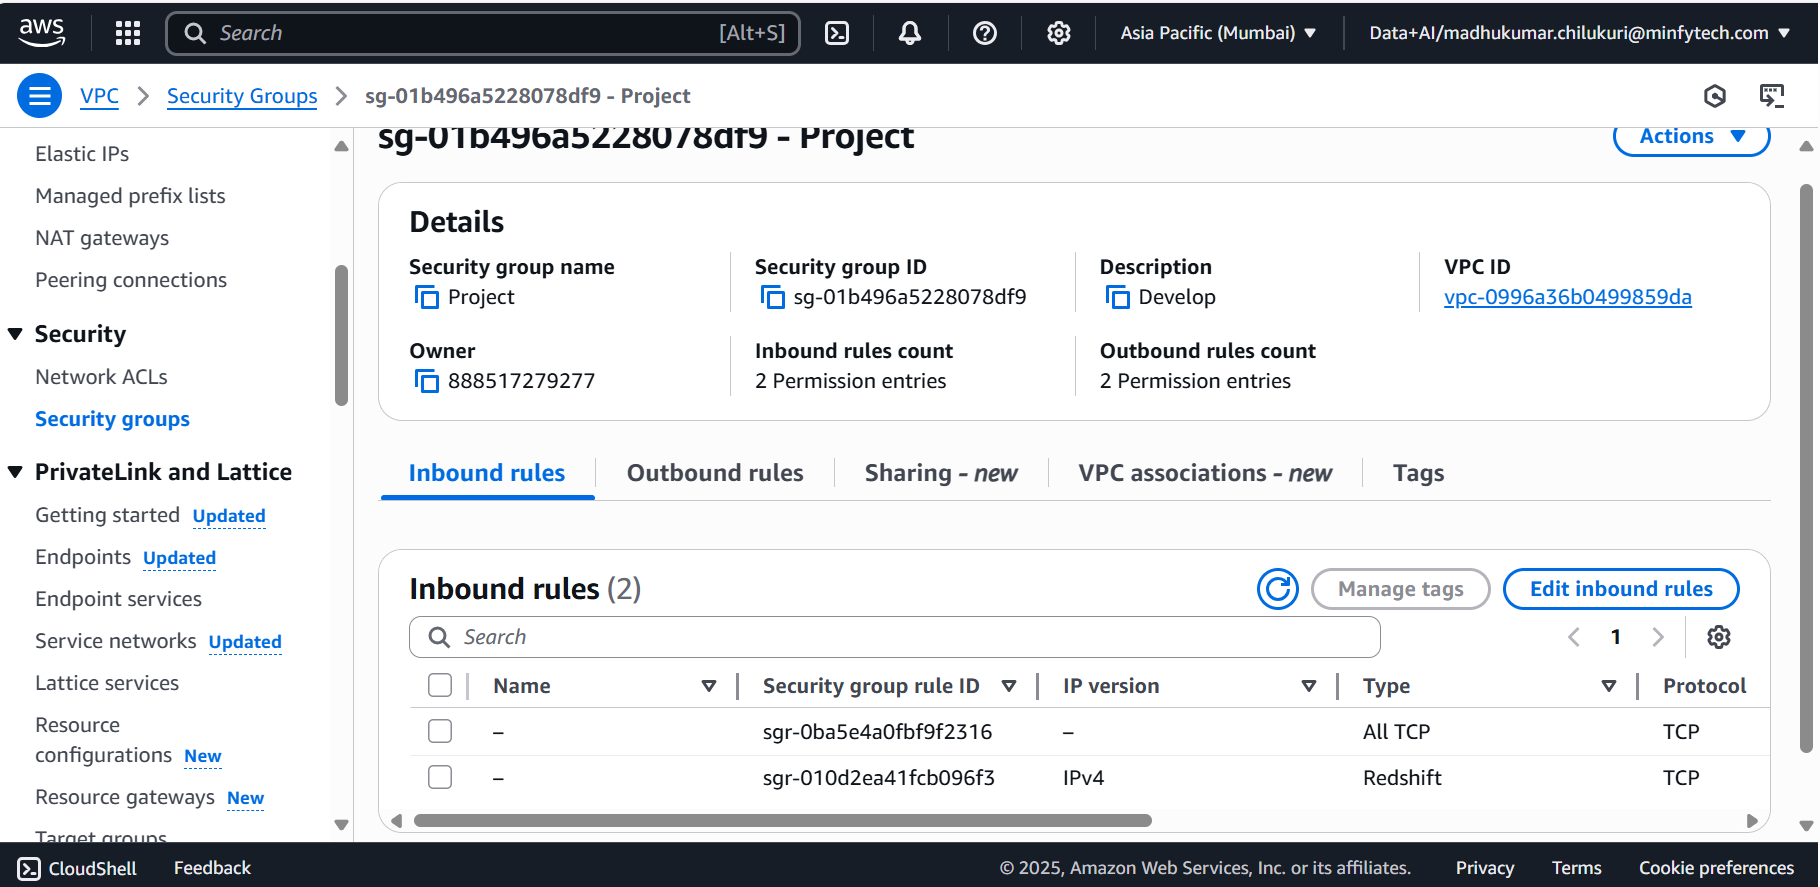 aws
Search [Alt+S] Asia Pacific (Mumbai) Data+AI/madhukumar.chilukuri@minfytech.com
VPC Security Groups sg-01b496a5228078df9 - Project
Elastic IPs
Managed prefix lists
NAT gateways
Peering connections
Security
Network ACLs
Security groups
PrivateLink and Lattice
Getting started Updated
Endpoints Updated
Endpoint services
Service networks Updated
Lattice services
Resource
configurations New
Resource gateways New
Target groups
sg-01b496a5228078df9 - Project
Actions
Details
Security group name
Project
Security group ID
sg-01b496a5228078df9
Description
Develop
VPC ID
vpc-0996a36b0499859da
Owner
888517279277
Inbound rules count
2 Permission entries
Outbound rules count
2 Permission entries
Inbound rules Outbound rules Sharing - new VPC associations - new Tags
Inbound rules (2)
Manage tags Edit inbound rules
Search
1
Name Security group rule ID IP version Type Protocol
– sgr-0ba5e4a0fbf9f2316 – All TCP TCP
– sgr-010d2ea41fcb096f3 IPv4 Redshift TCP
CloudShell Feedback © 2025, Amazon Web Services, Inc. or its affiliates. Privacy Terms Cookie preferences